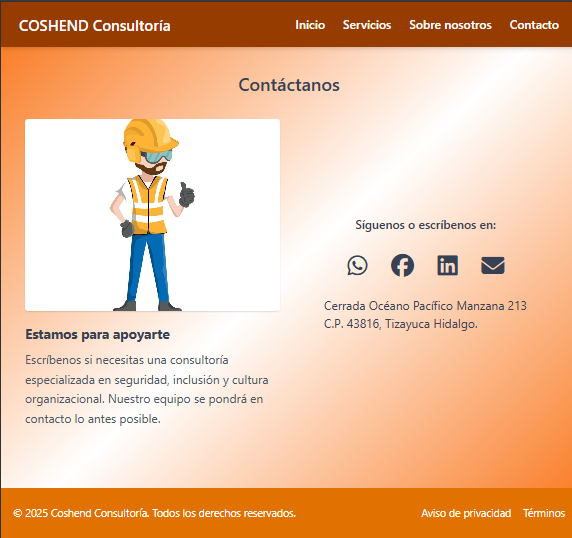 COSHEND Consultoría
Inicio
Servicios
Sobre nosotros
Contacto
Contáctanos
Estamos para apoyarte
Escríbenos si necesitas una consultoría
especializada en seguridad, inclusión y cultura
organizacional. Nuestro equipo se pondrá en
contacto lo antes posible.
Síguenos o escríbenos en:
Cerrada Océano Pacífico Manzana 213
C.P. 43816, Tizayuca Hidalgo.
© 2025 Coshend Consultoría. Todos los derechos reservados.
Aviso de privacidad
Términos